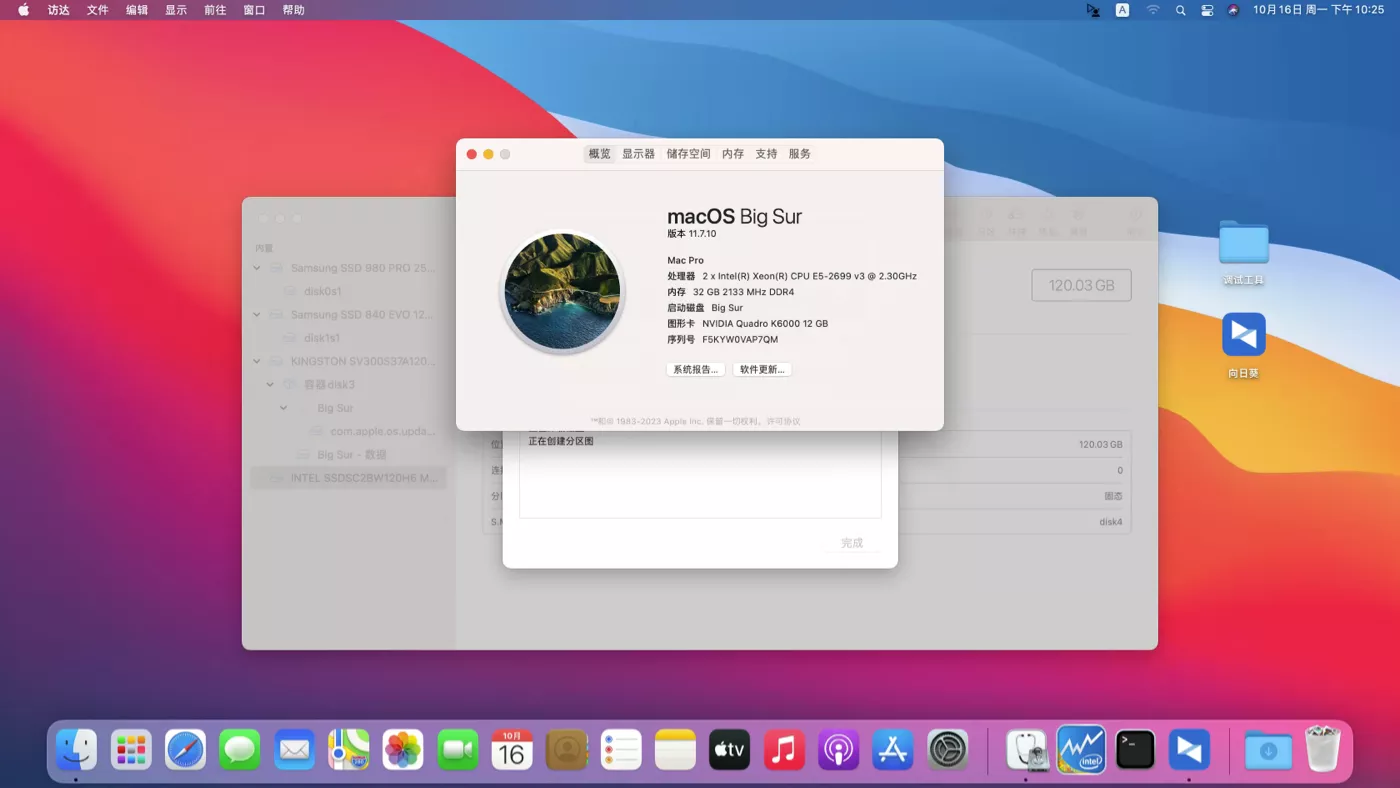 访达 文件 编辑 显示 前往 窗口 帮助
A
10月16日 周一 下午 10:25
概览 显示器 储存空间 内存 支持 服务
macOS Big Sur
版本 11.7.10
Mac Pro
处理器 2 x Intel(R) Xeon(R) CPU E5-2699 v3 @ 2.30GHz
内存 32 GB 2133 MHz DDR4
启动磁盘 Big Sur
图形卡 NVIDIA Quadro K6000 12 GB
序列号 F5KYW0VAP7QM
系统报告... 软件更新...
™和© 1983-2023 Apple Inc. 保留一切权利。许可协议
内置
Samsung SSD 980 PRO 25...
disk0s1
Samsung SSD 840 EVO 12...
disk1s1
KINGSTON SV300S37A120...
容器disk3
Big Sur
com.apple.os.upda...
Big Sur - 数据
INTEL SSDSC2BW120H6 M...
120.03 GB
正在创建分区图
完成
120.03 GB
0
固态
disk4
调试工具
向日葵
10月
16
tv
intel